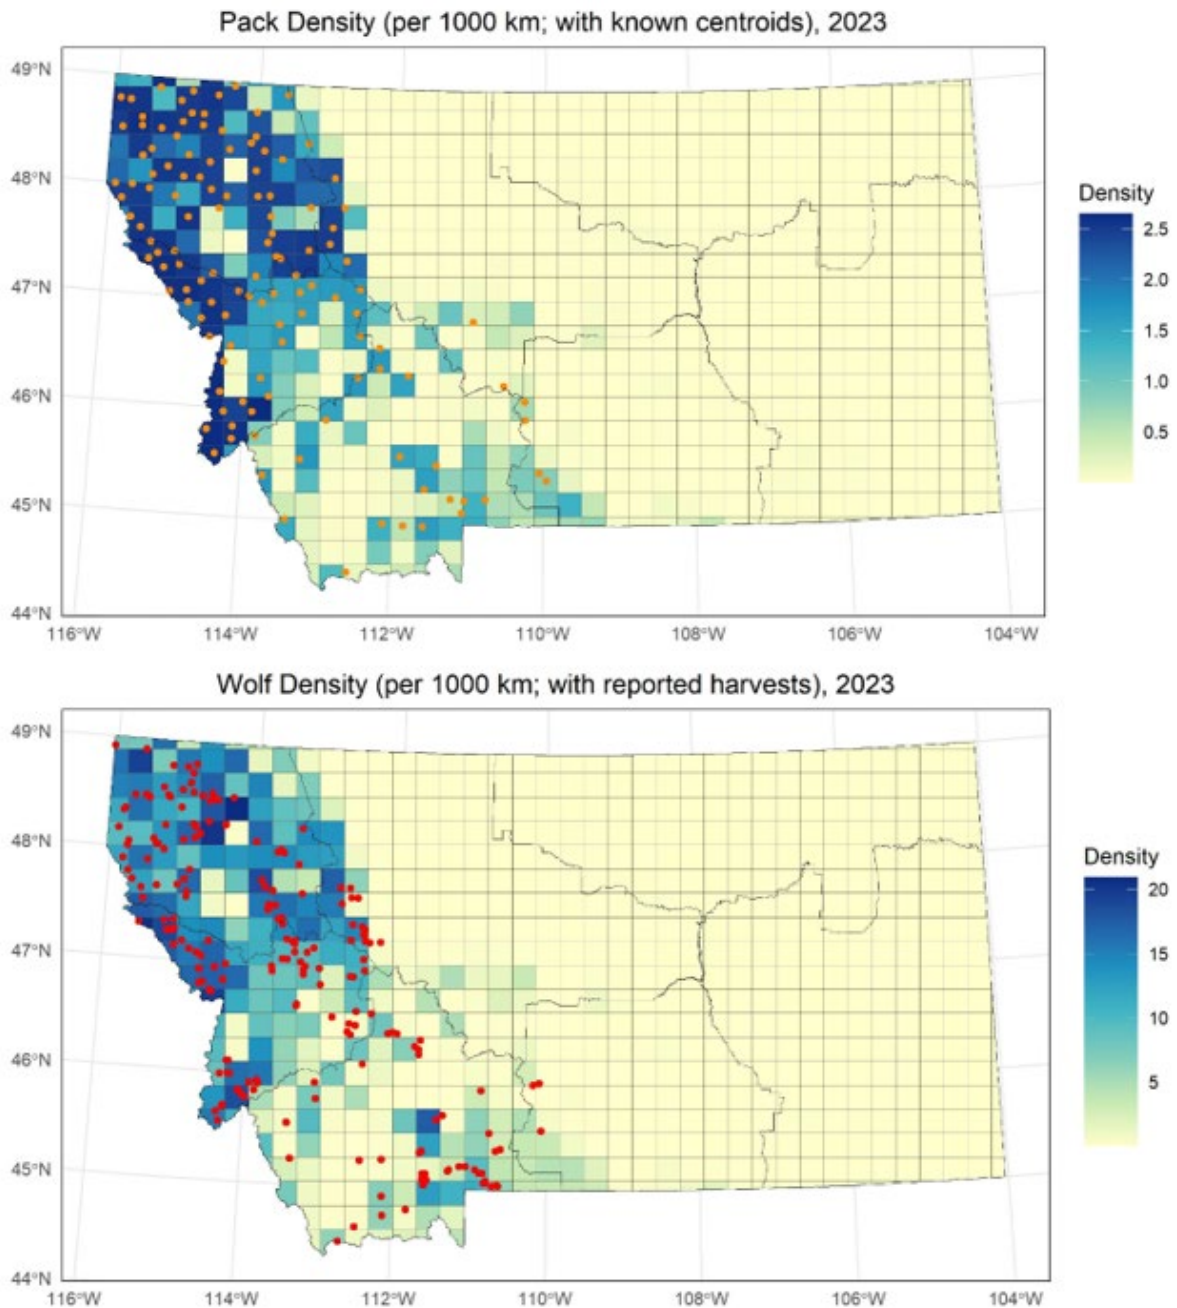 Pack Density (per 1000 km; with known centroids), 2023
49°N
48°N
47°N
46°N
45°N
44°N
116°W 114°W 112°W 110°W 108°W 106°W 104°W
Density
2.5
2.0
1.5
1.0
0.5
Wolf Density (per 1000 km; with reported harvests), 2023
49°N
48°N
47°N
46°N
45°N
44°N
116°W 114°W 112°W 110°W 108°W 106°W 104°W
Density
20
15
10
5